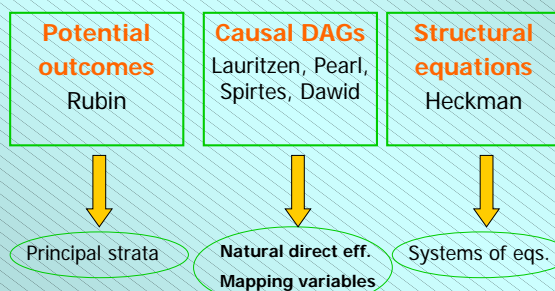 Potential
outcomes
Rubin
Causal DAGs
Lauritzen, Pearl,
Spirtes, Dawid
Structural
equations
Heckman
Principal strata
Natural direct eff.
Mapping variables
Systems of eqs.